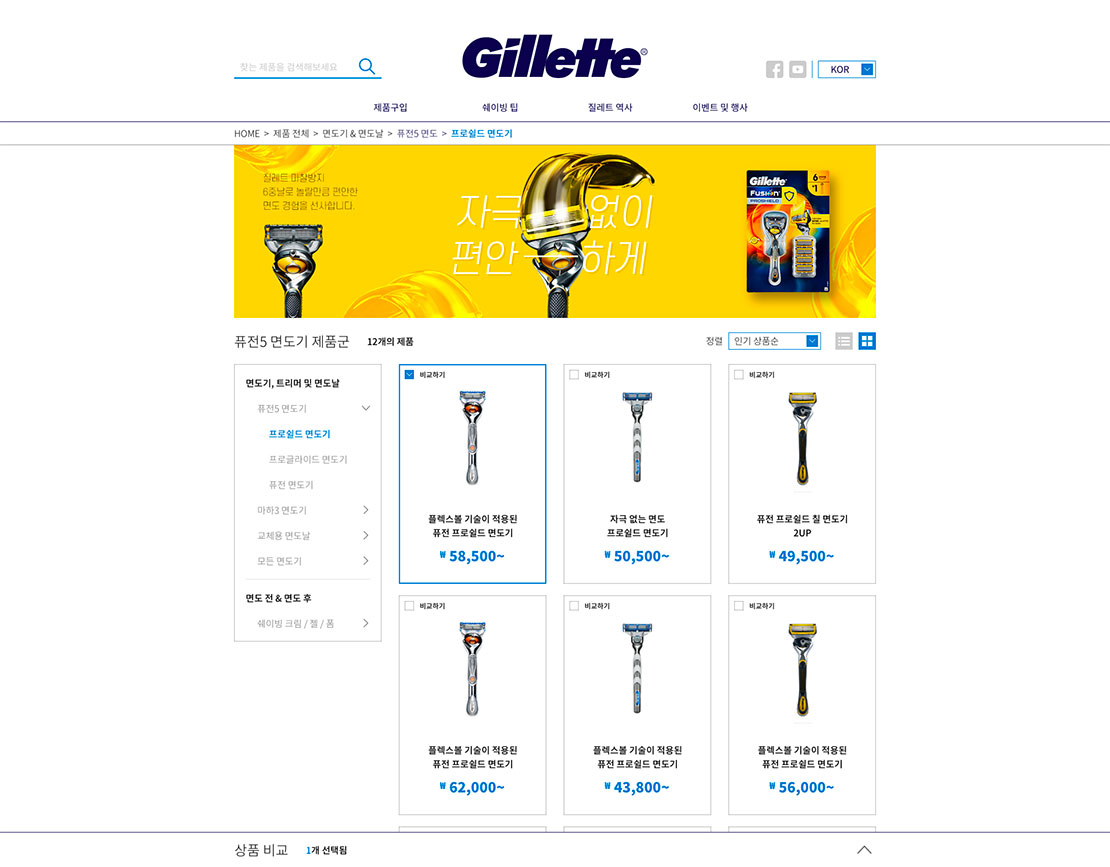 찾는 제품을 검색해보세요
Gillette®
KOR
제품구입 쉐이빙 팁 질레트 역사 이벤트 및 행사
HOME > 제품 전체 > 면도기 & 면도날 > 퓨전5 면도 > 프로쉴드 면도기
질레트 마찰방지
6중날로 놀랄만큼 편안한
면도 경험을 선사합니다.
자극 없이
편안 하게
Gillette
FUSION
PROSHIELD
6
#1
퓨전5 면도기 제품군 12개의 제품
정렬 인기 상품순
면도기, 트리머 및 면도날
퓨전5 면도기
프로쉴드 면도기
프로글라이드 면도기
퓨전 면도기
마하3 면도기
교체용 면도날
모든 면도기
면도 전 & 면도 후
쉐이빙 크림 / 젤 / 폼
비교하기
플렉스볼 기술이 적용된
퓨전 프로쉴드 면도기
₩ 58,500~
비교하기
자극 없는 면도
프로쉴드 면도기
₩ 50,500~
비교하기
퓨전 프로쉴드 칠 면도기
2UP
₩ 49,500~
비교하기
플렉스볼 기술이 적용된
퓨전 프로쉴드 면도기
₩ 62,000~
비교하기
플렉스볼 기술이 적용된
퓨전 프로쉴드 면도기
₩ 43,800~
비교하기
플렉스볼 기술이 적용된
퓨전 프로쉴드 면도기
₩ 56,000~
상품 비교 1개 선택됨